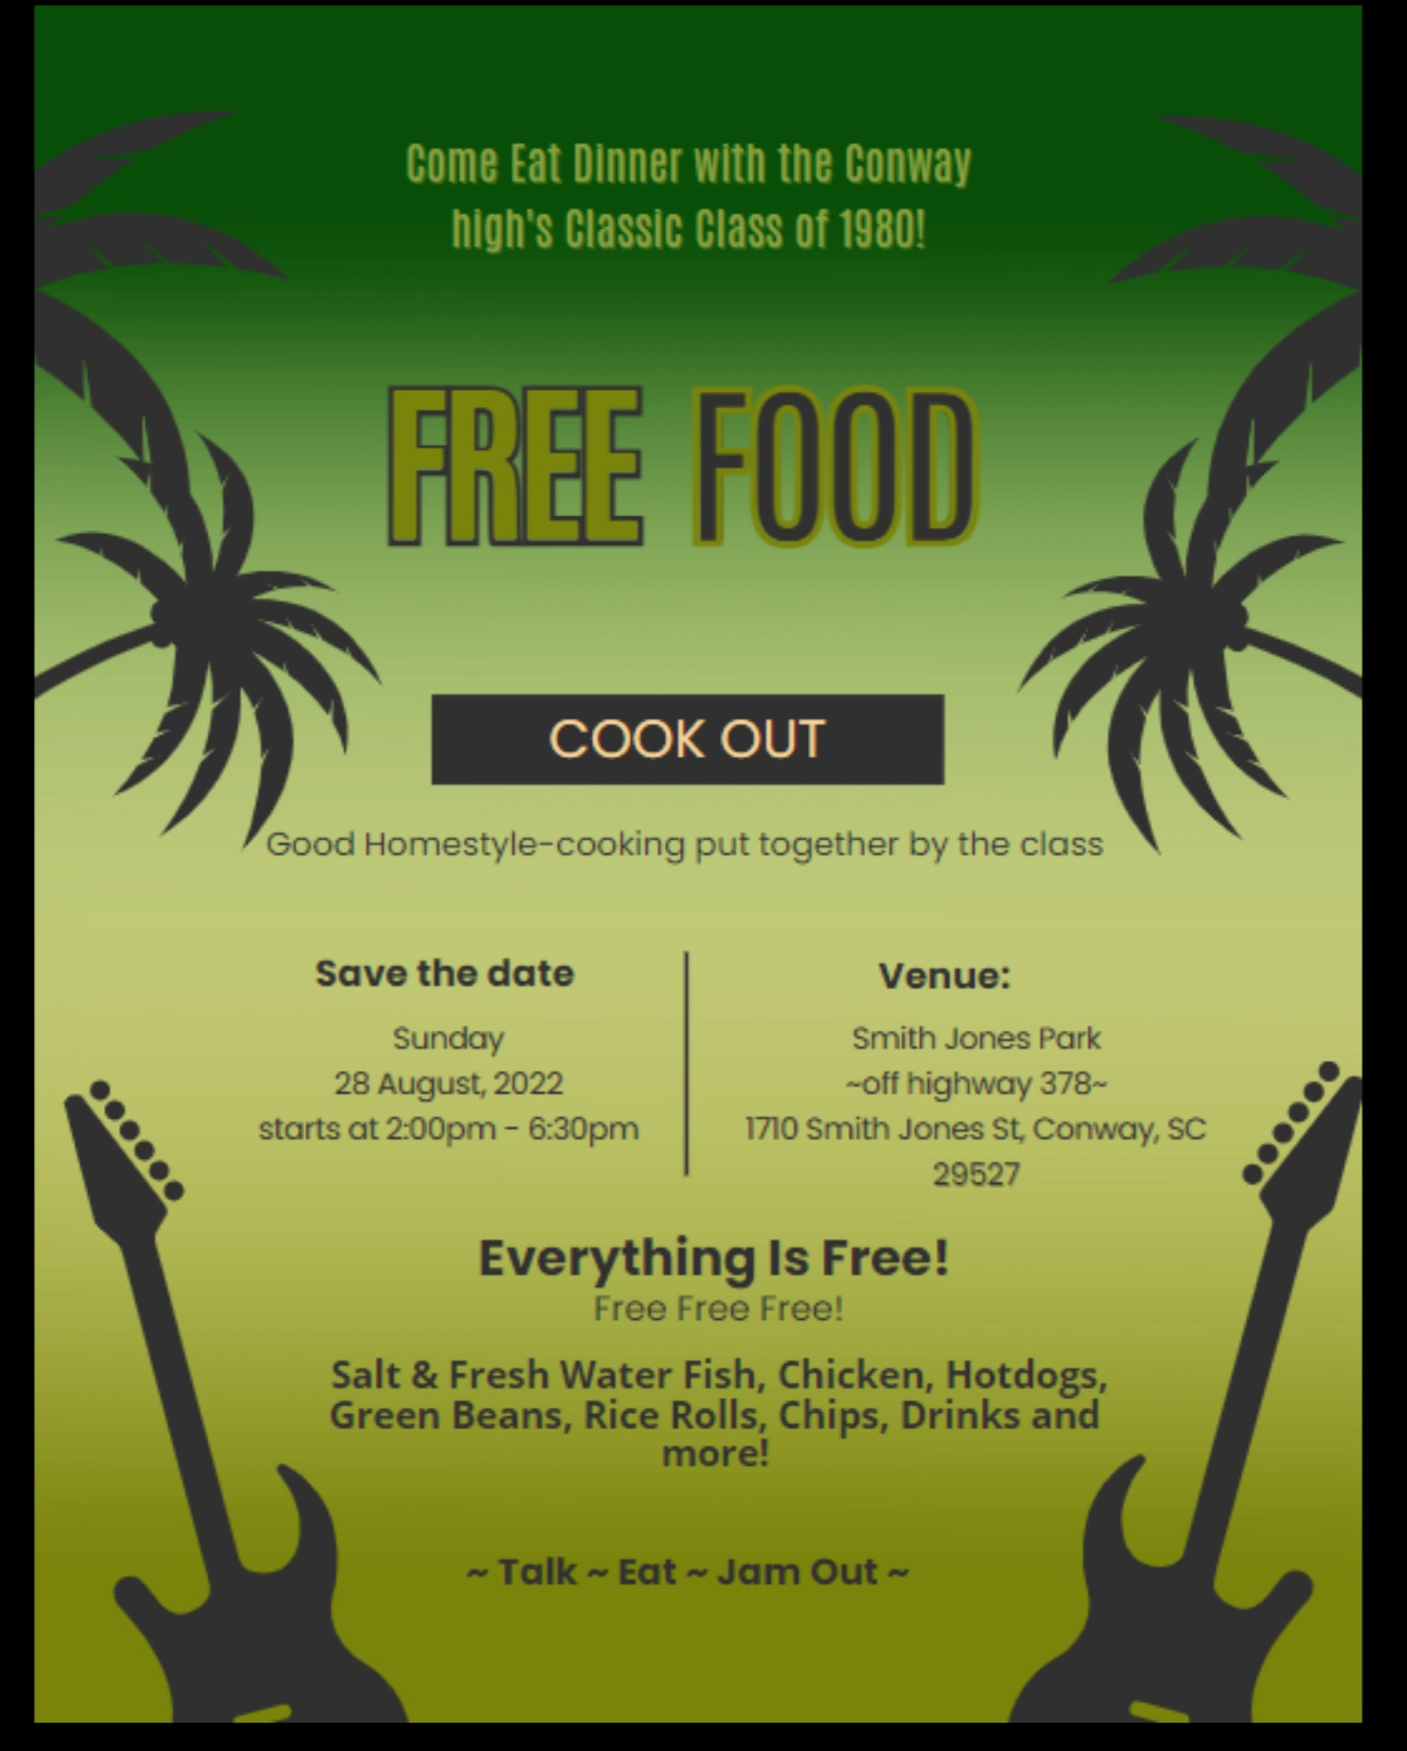 Come Eat Dinner with the Conway
high's Classic Class of 1980!
FREE FOOD
COOK OUT
Good Homestyle-cooking put together by the class
Save the date
Sunday
28 August, 2022
starts at 2:00pm - 6:30pm
Venue:
Smith Jones Park
~off highway 378~
1710 Smith Jones St, Conway, SC
29527
Everything Is Free!
Free Free Free!
Salt & Fresh Water Fish, Chicken, Hotdogs,
Green Beans, Rice Rolls, Chips, Drinks and
more!
~ Talk ~ Eat ~ Jam Out ~